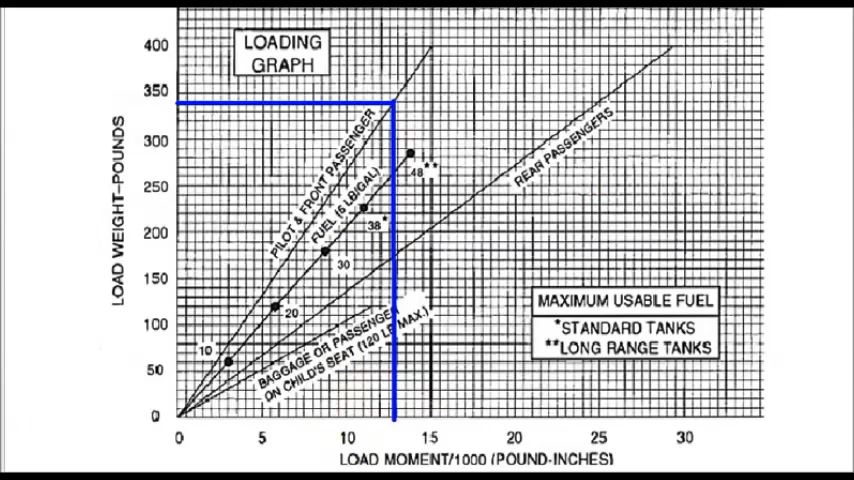 LOADING
GRAPH
LOAD WEIGHT–POUNDS
400
350
300
250
200
150
100
50
0
PILOT & FRONT PASSENGER
FUEL (6 LB/GAL)
REAR PASSENGERS
BAGGAGE OR PASSENGER
ON CHILD'S SEAT (120 LB MAX.)
10
20
30
38*
48**
MAXIMUM USABLE FUEL
*STANDARD TANKS
**LONG RANGE TANKS
0 5 10 15 20 25 30
LOAD MOMENT/1000 (POUND-INCHES)